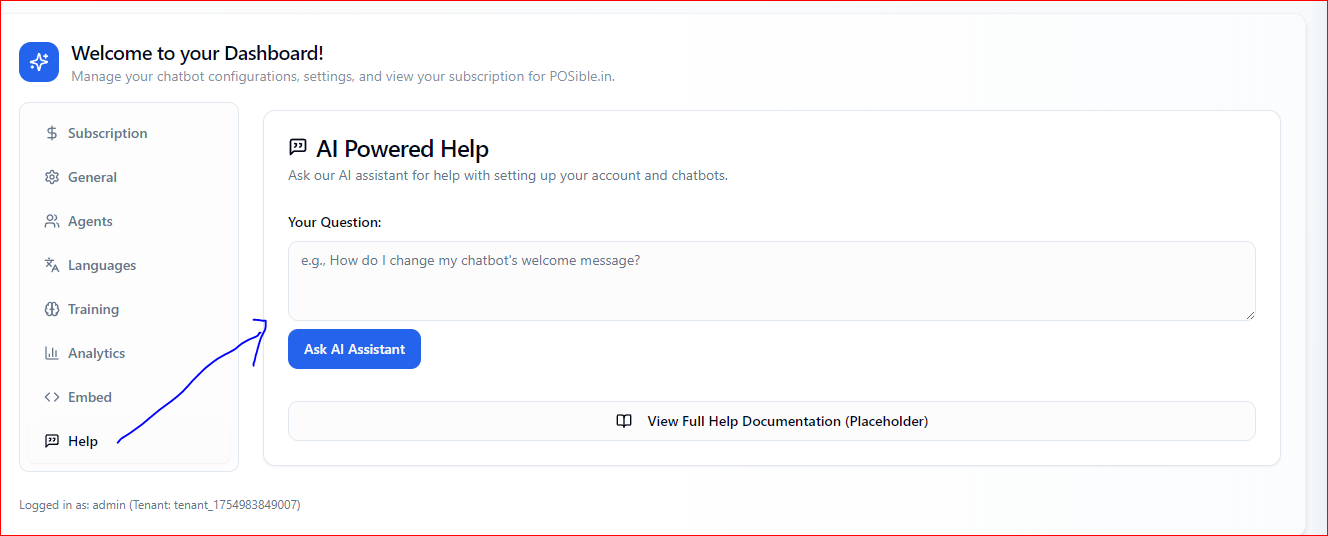 Welcome to your Dashboard!
Manage your chatbot configurations, settings, and view your subscription for POSible.in.
Subscription
General
Agents
Languages
Training
Analytics
Embed
Help
AI Powered Help
Ask our AI assistant for help with setting up your account and chatbots.
Your Question:
e.g., How do I change my chatbot's welcome message?
Ask AI Assistant
View Full Help Documentation (Placeholder)
Logged in as: admin (Tenant: tenant_1754983849007)